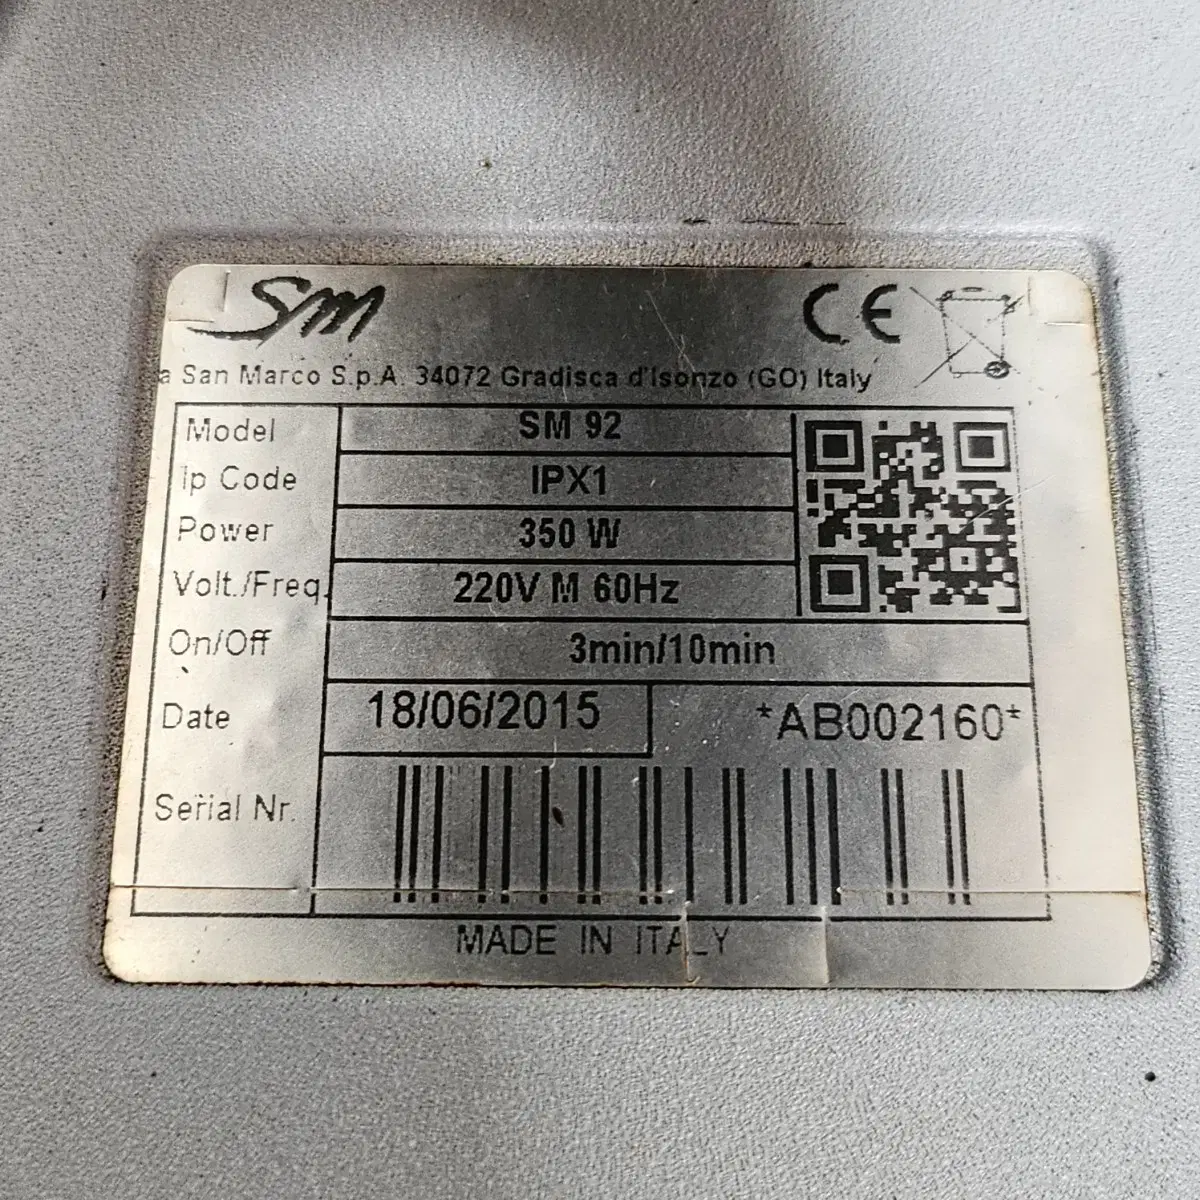 SM
CE
a San Marco S.p.A. 34072 Gradisca d'Isonzo (GO) Italy
Model SM 92
Ip Code IPX1
Power 350 W
Volt./Freq. 220V M 60Hz
On/Off 3min/10min
Date 18/06/2015 *AB002160*
Serial Nr.
MADE IN ITALY